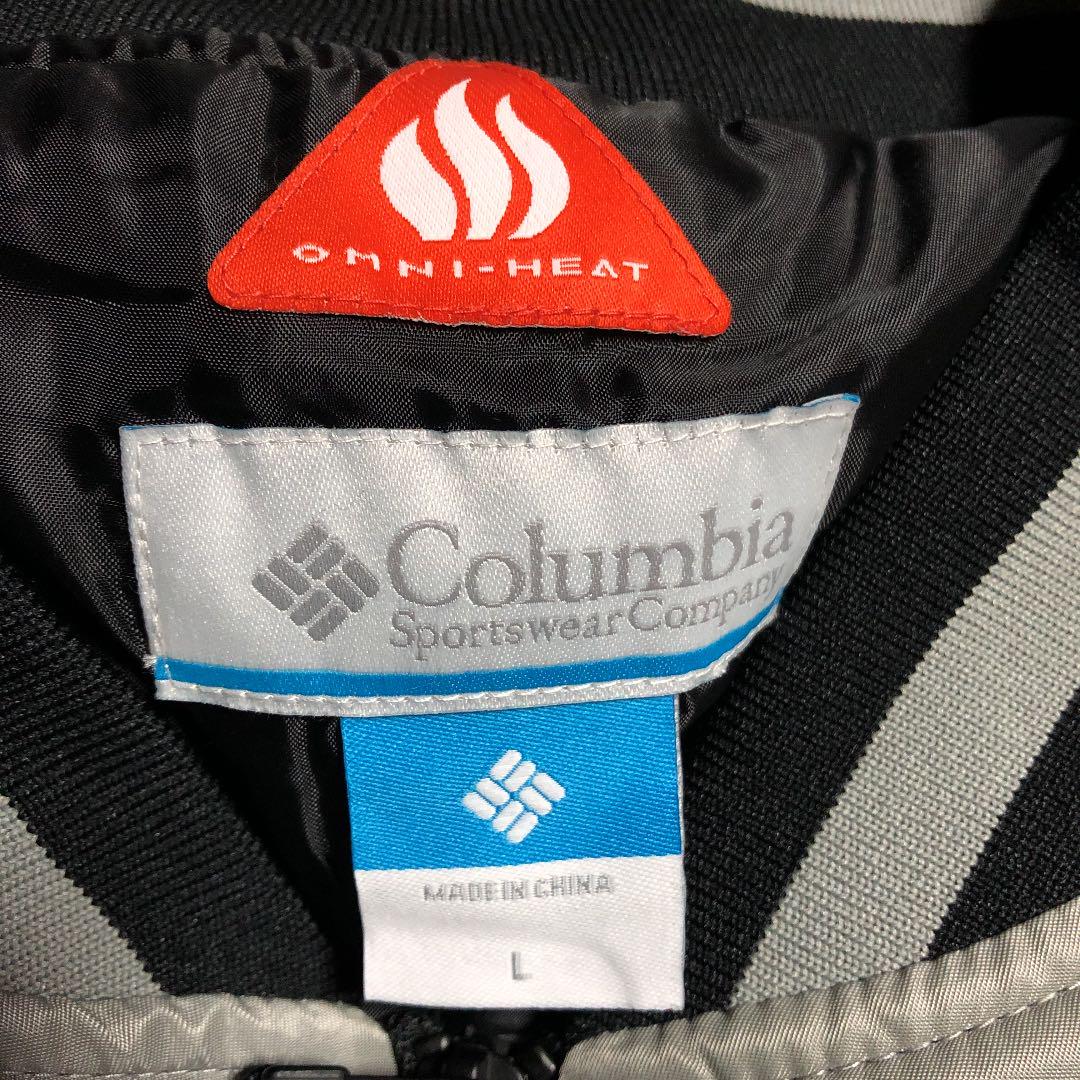 OMNI-HEAT
Columbia
Sportswear Company
MADE IN CHINA
L